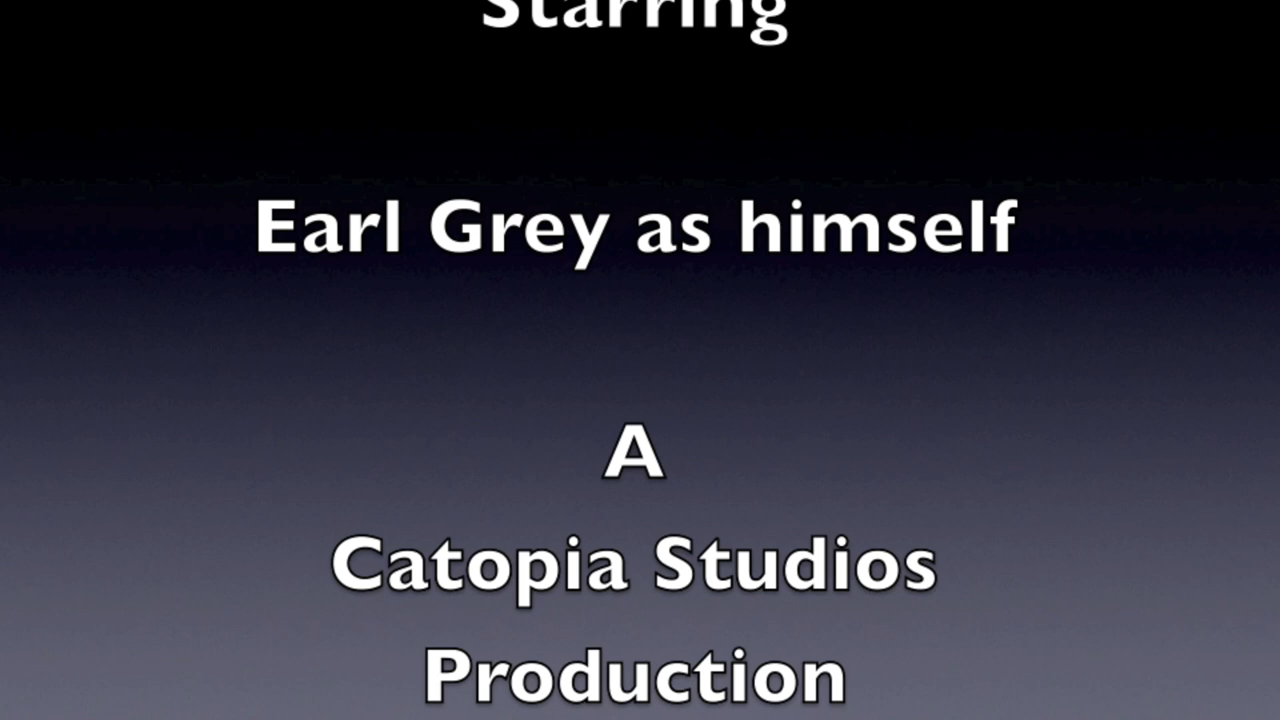 Starring
Earl Grey as himself
A
Catopia Studios
Production